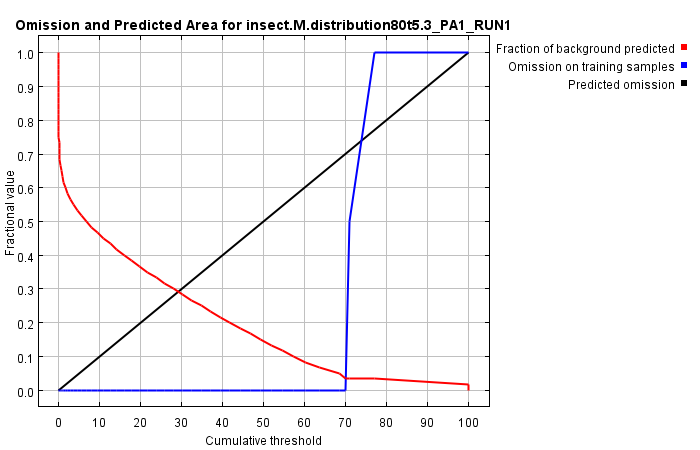 Omission and Predicted Area for insect.M.distribution80t5.3_PA1_RUN1
Fraction of background predicted
Omission on training samples
Predicted omission
Fractional value
1.0
0.9
0.8
0.7
0.6
0.5
0.4
0.3
0.2
0.1
0.0
0 10 20 30 40 50 60 70 80 90 100
Cumulative threshold